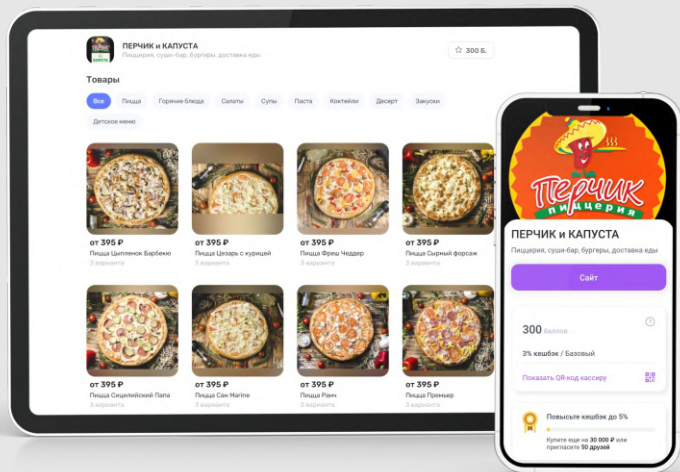 ПЕРЧИК и КАПУСТА
Пиццерия, суши-бар, бургеры, доставка еды
300 Б.
Товары
Все Пицца Горячие блюда Салаты Супы Паста Коктейли Десерт Закуски
Детское меню
от 395 ₽ от 395 ₽ от 395 ₽ от 395 ₽
Пицца Цыпленок Барбекю Пицца Цезарь с курицей Пицца Фреш Чеддер Пицца Сырный форсаж
3 варианта 3 варианта 3 варианта 3 варианта
от 395 ₽ от 395 ₽ от 395 ₽ от 395 ₽
Пицца Сицилийский Папа Пицца Сан Marine Пицца Ранч Пицца Премьер
3 варианта 3 варианта 3 варианта 3 варианта
Перчик
пиццерия
ПЕРЧИК и КАПУСТА
Пиццерия, суши-бар, бургеры, доставка еды
Сайт
300 баллов
3% кешбэк / Базовый
Показать QR-код кассиру
Повысьте кешбэк до 5%
Купите еще на 30 000 ₽ или
пригласите 50 друзей